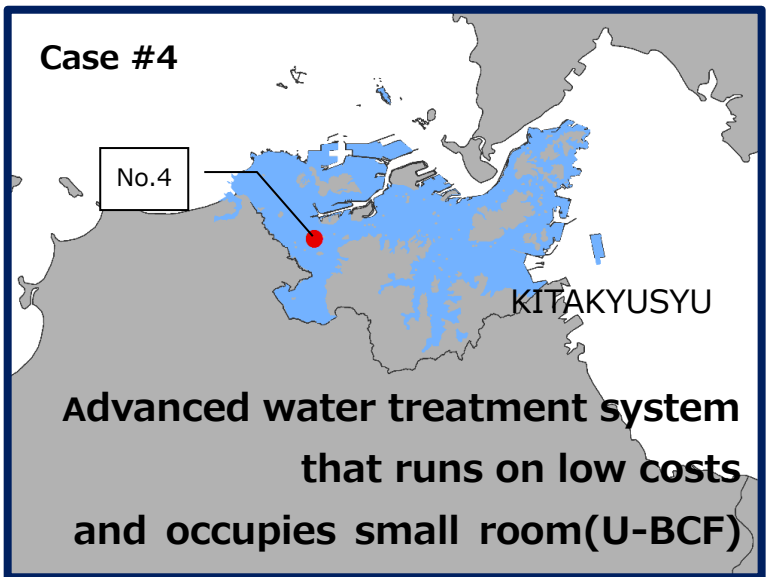 Case #4
No.4
KITAKYUSYU
Advanced water treatment system
that runs on low costs
and occupies small room(U-BCF)